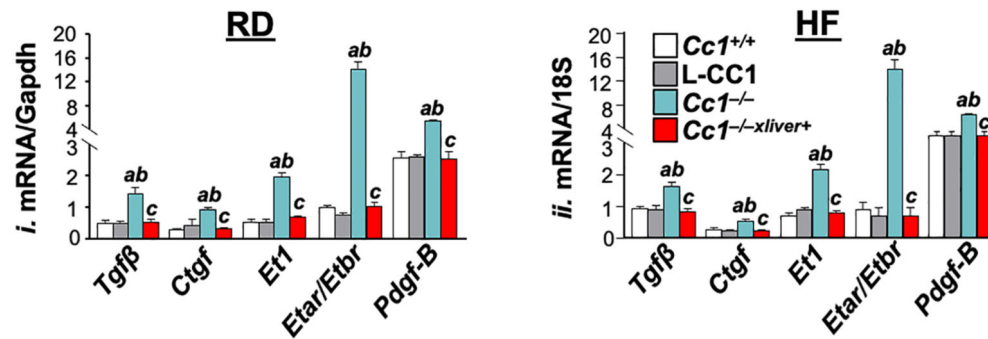 RD
i. mRNA/Gapdh
20
16
12
8
4
3
2
1
0
ab
c
ab
c
ab
c
ab
c
ab
c
Tgfβ
Ctgf
Et1
Etar/Etbr
Pdgf-B
HF
ii. mRNA/18S
20
16
12
8
4
3
2
1
0
Cc1+/+
L-CC1
Cc1–/–
Cc1–/–xliver+
ab
c
ab
c
ab
c
ab
c
ab
c
Tgfβ
Ctgf
Et1
Etar/Etbr
Pdgf-B